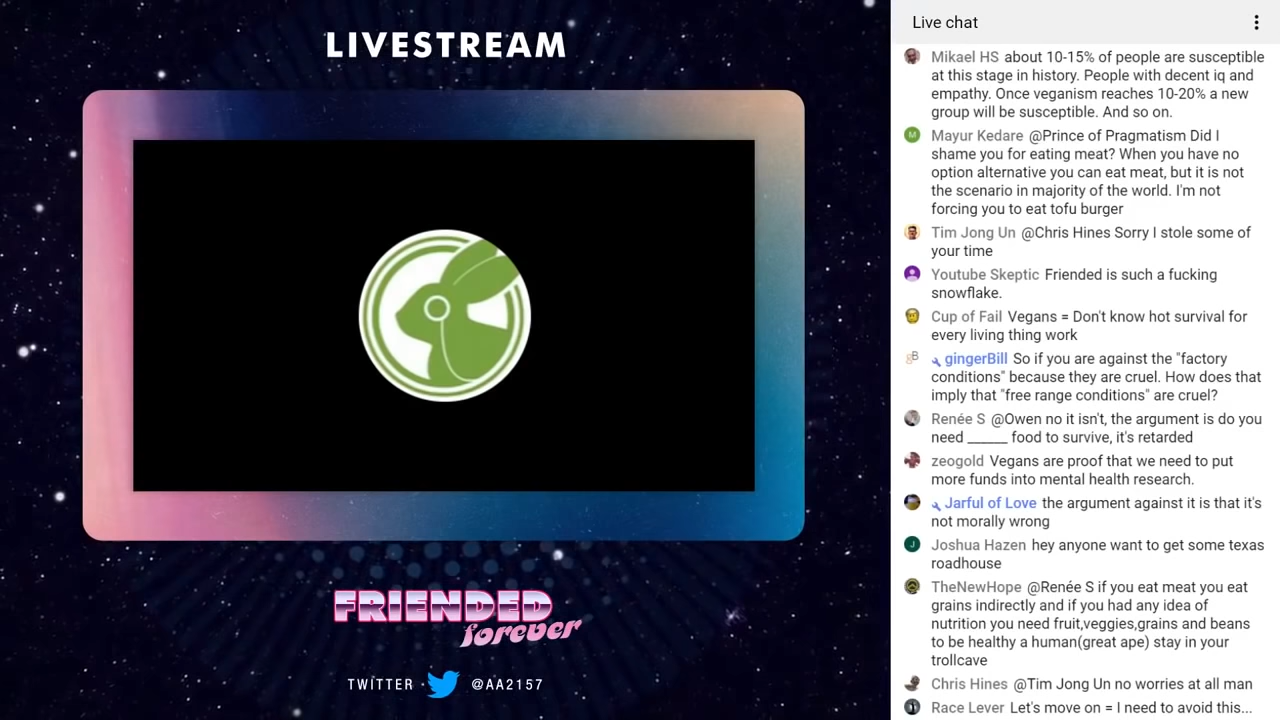 LIVESTREAM
FRIENDED
forever
TWITTER @AA2157
Live chat
Mikael HS about 10-15% of people are susceptible
at this stage in history. People with decent iq and
empathy. Once veganism reaches 10-20% a new
group will be susceptible. And so on.
M Mayur Kedare @Prince of Pragmatism Did I
shame you for eating meat? When you have no
option alternative you can eat meat, but it is not
the scenario in majority of the world. I'm not
forcing you to eat tofu burger
Tim Jong Un @Chris Hines Sorry I stole some of
your time
Youtube Skeptic Friended is such a fucking
snowflake.
Cup of Fail Vegans = Don't know hot survival for
every living thing work
gingerBill So if you are against the "factory
conditions" because they are cruel. How does that
imply that "free range conditions" are cruel?
Renée S @Owen no it isn't, the argument is do you
need ______ food to survive, it's retarded
zeogold Vegans are proof that we need to put
more funds into mental health research.
Jarful of Love the argument against it is that it's
not morally wrong
J Joshua Hazen hey anyone want to get some texas
roadhouse
TheNewHope @Renée S if you eat meat you eat
grains indirectly and if you had any idea of
nutrition you need fruit,veggies,grains and beans
to be healthy a human(great ape) stay in your
trollcave
Chris Hines @Tim Jong Un no worries at all man
Race Lever Let's move on = I need to avoid this...